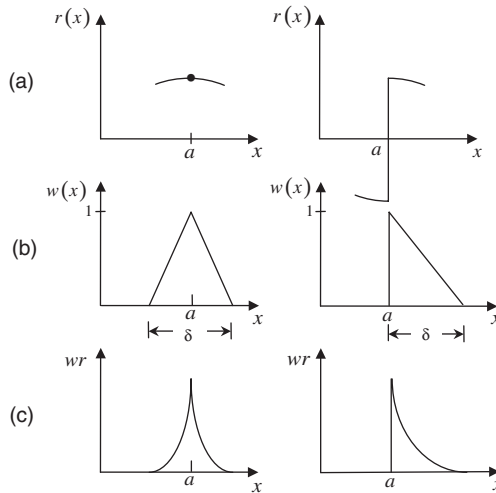 r(x) r(x)
(a)
a x a x
w(x) w(x)
1 1
(b)
a x a x
δ δ
wr wr
(c)
a x a x